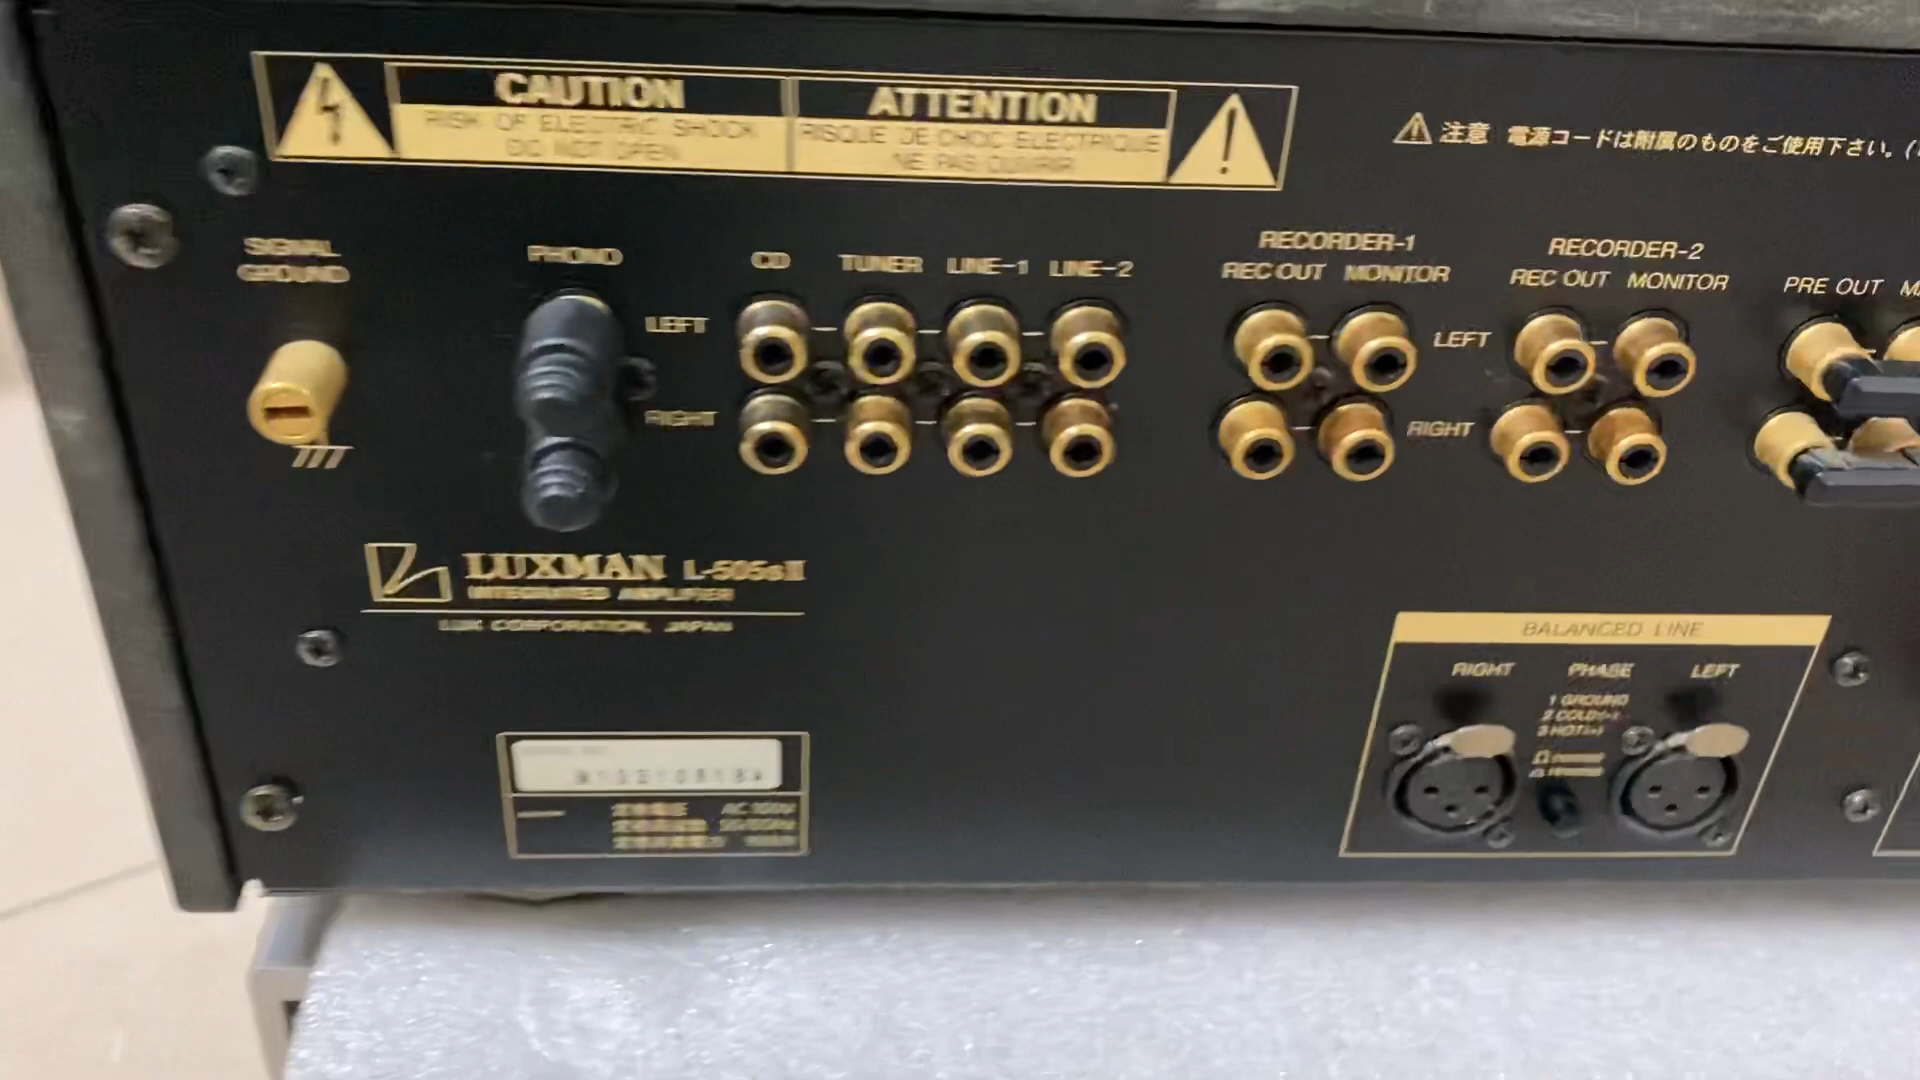 CAUTION
RISK OF ELECTRIC SHOCK
DO NOT OPEN
ATTENTION
RISQUE DE CHOC ELECTRIQUE
NE PAS OUVRIR
注意 電源コードは附属のものをご使用下さい。
SIGNAL
GROUND
PHONO
CD
TUNER
LINE-1
LINE-2
LEFT
RIGHT
RECORDER-1
REC OUT MONITOR
LEFT
RIGHT
RECORDER-2
REC OUT MONITOR
PRE OUT
LUXMAN L-505sII
INTEGRATED AMPLIFIER
LUX CORPORATION, JAPAN
BALANCED LINE
RIGHT PHASE LEFT
1 GROUND
2 COLD(-)
3 HOT(+)
AC 100V